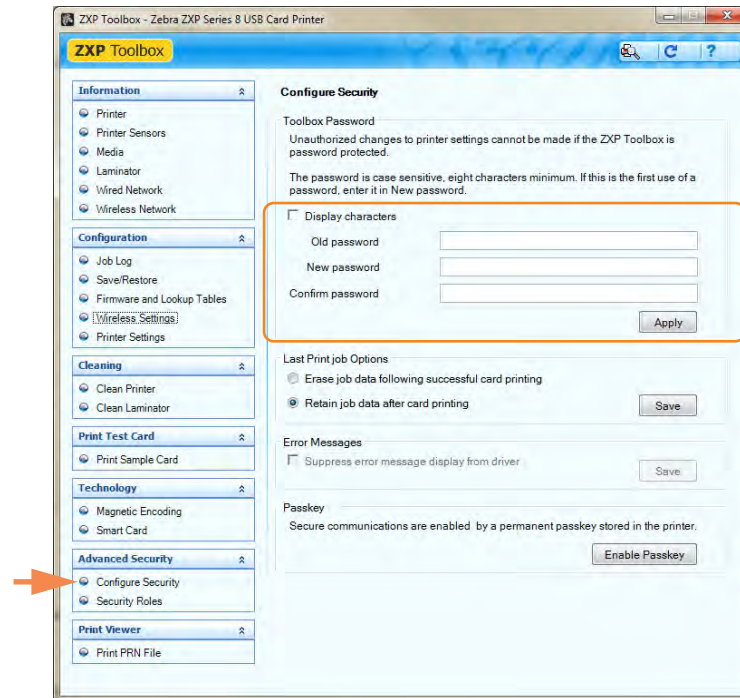 ZXP Toolbox - Zebra ZXP Series 8 USB Card Printer
ZXP Toolbox
?
Information
Printer
Printer Sensors
Media
Laminator
Wired Network
Wireless Network
Configuration
Job Log
Save/Restore
Firmware and Lookup Tables
Wireless Settings
Printer Settings
Cleaning
Clean Printer
Clean Laminator
Print Test Card
Print Sample Card
Technology
Magnetic Encoding
Smart Card
Advanced Security
Configure Security
Security Roles
Print Viewer
Print PRN File
Configure Security
Toolbox Password
Unauthorized changes to printer settings cannot be made if the ZXP Toolbox is
password protected.
The password is case sensitive, eight characters minimum. If this is the first use of a
password, enter it in New password.
Display characters
Old password
New password
Confirm password
Apply
Last Print job Options
Erase job data following successful card printing
Retain job data after card printing
Save
Error Messages
Suppress error message display from driver
Save
Passkey
Secure communications are enabled by a permanent passkey stored in the printer.
Enable Passkey